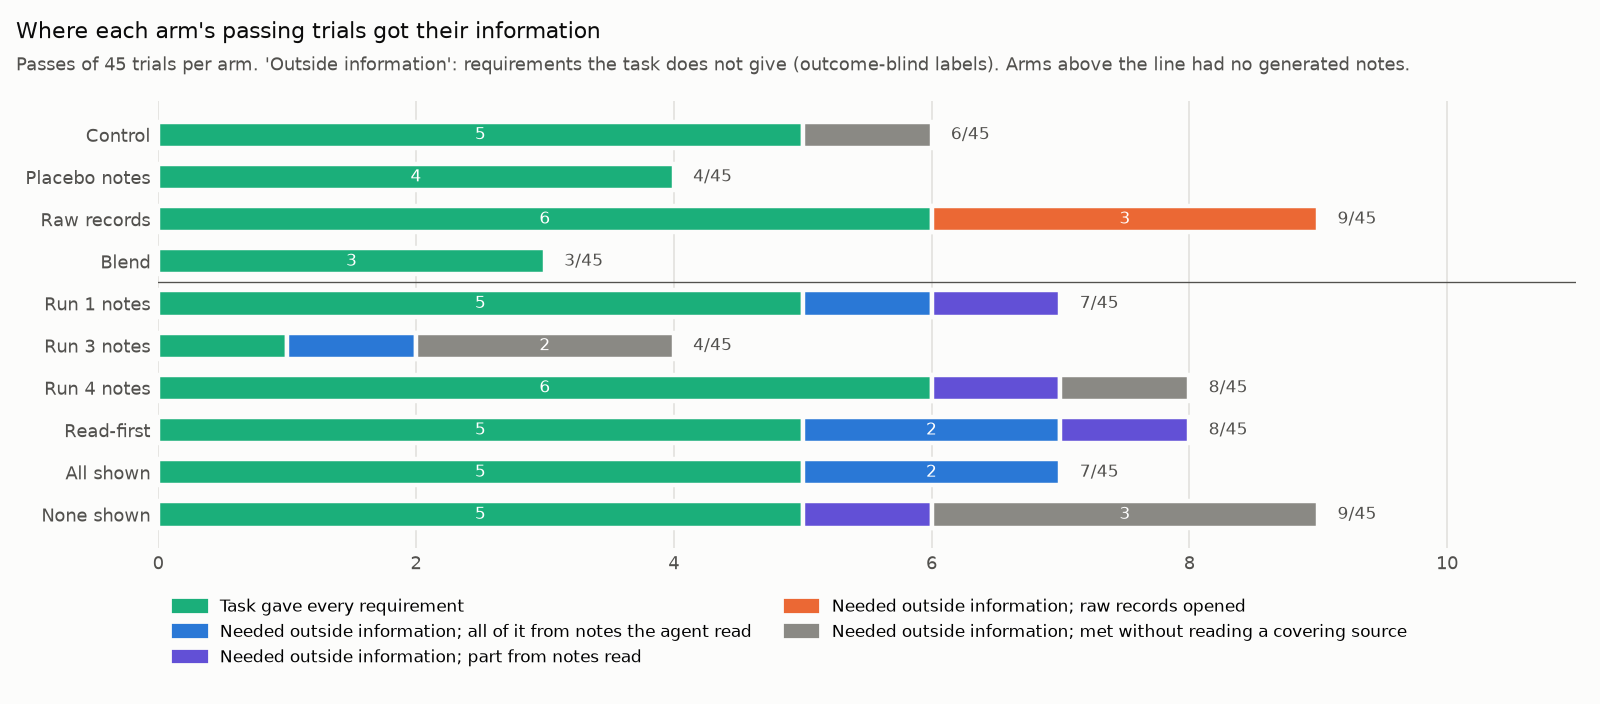 Where each arm's passing trials got their information
Passes of 45 trials per arm. 'Outside information': requirements the task does not give (outcome-blind labels). Arms above the line had no generated notes.
Control 5 6/45
Placebo notes 4 4/45
Raw records 6 3 9/45
Blend 3 3/45
Run 1 notes 5 7/45
Run 3 notes 2 4/45
Run 4 notes 6 8/45
Read-first 5 2 8/45
All shown 5 2 7/45
None shown 5 3 9/45
0 2 4 6 8 10
Task gave every requirement
Needed outside information; all of it from notes the agent read
Needed outside information; part from notes read
Needed outside information; raw records opened
Needed outside information; met without reading a covering source